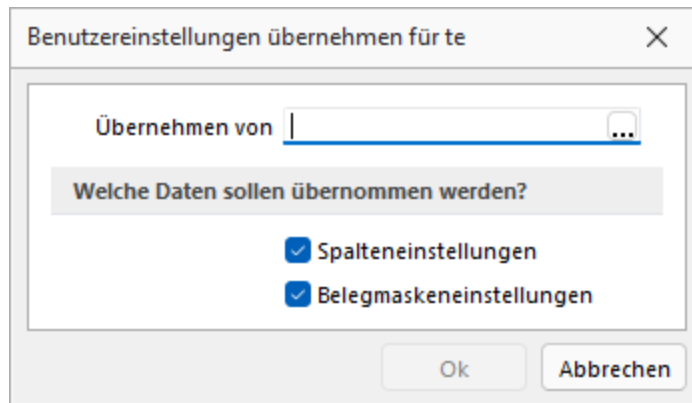 Benutzereinstellungen übernehmen für te
Übernehmen von
...
Welche Daten sollen übernommen werden?
Spalteneinstellungen
Belegmaskeneinstellungen
Ok Abbrechen